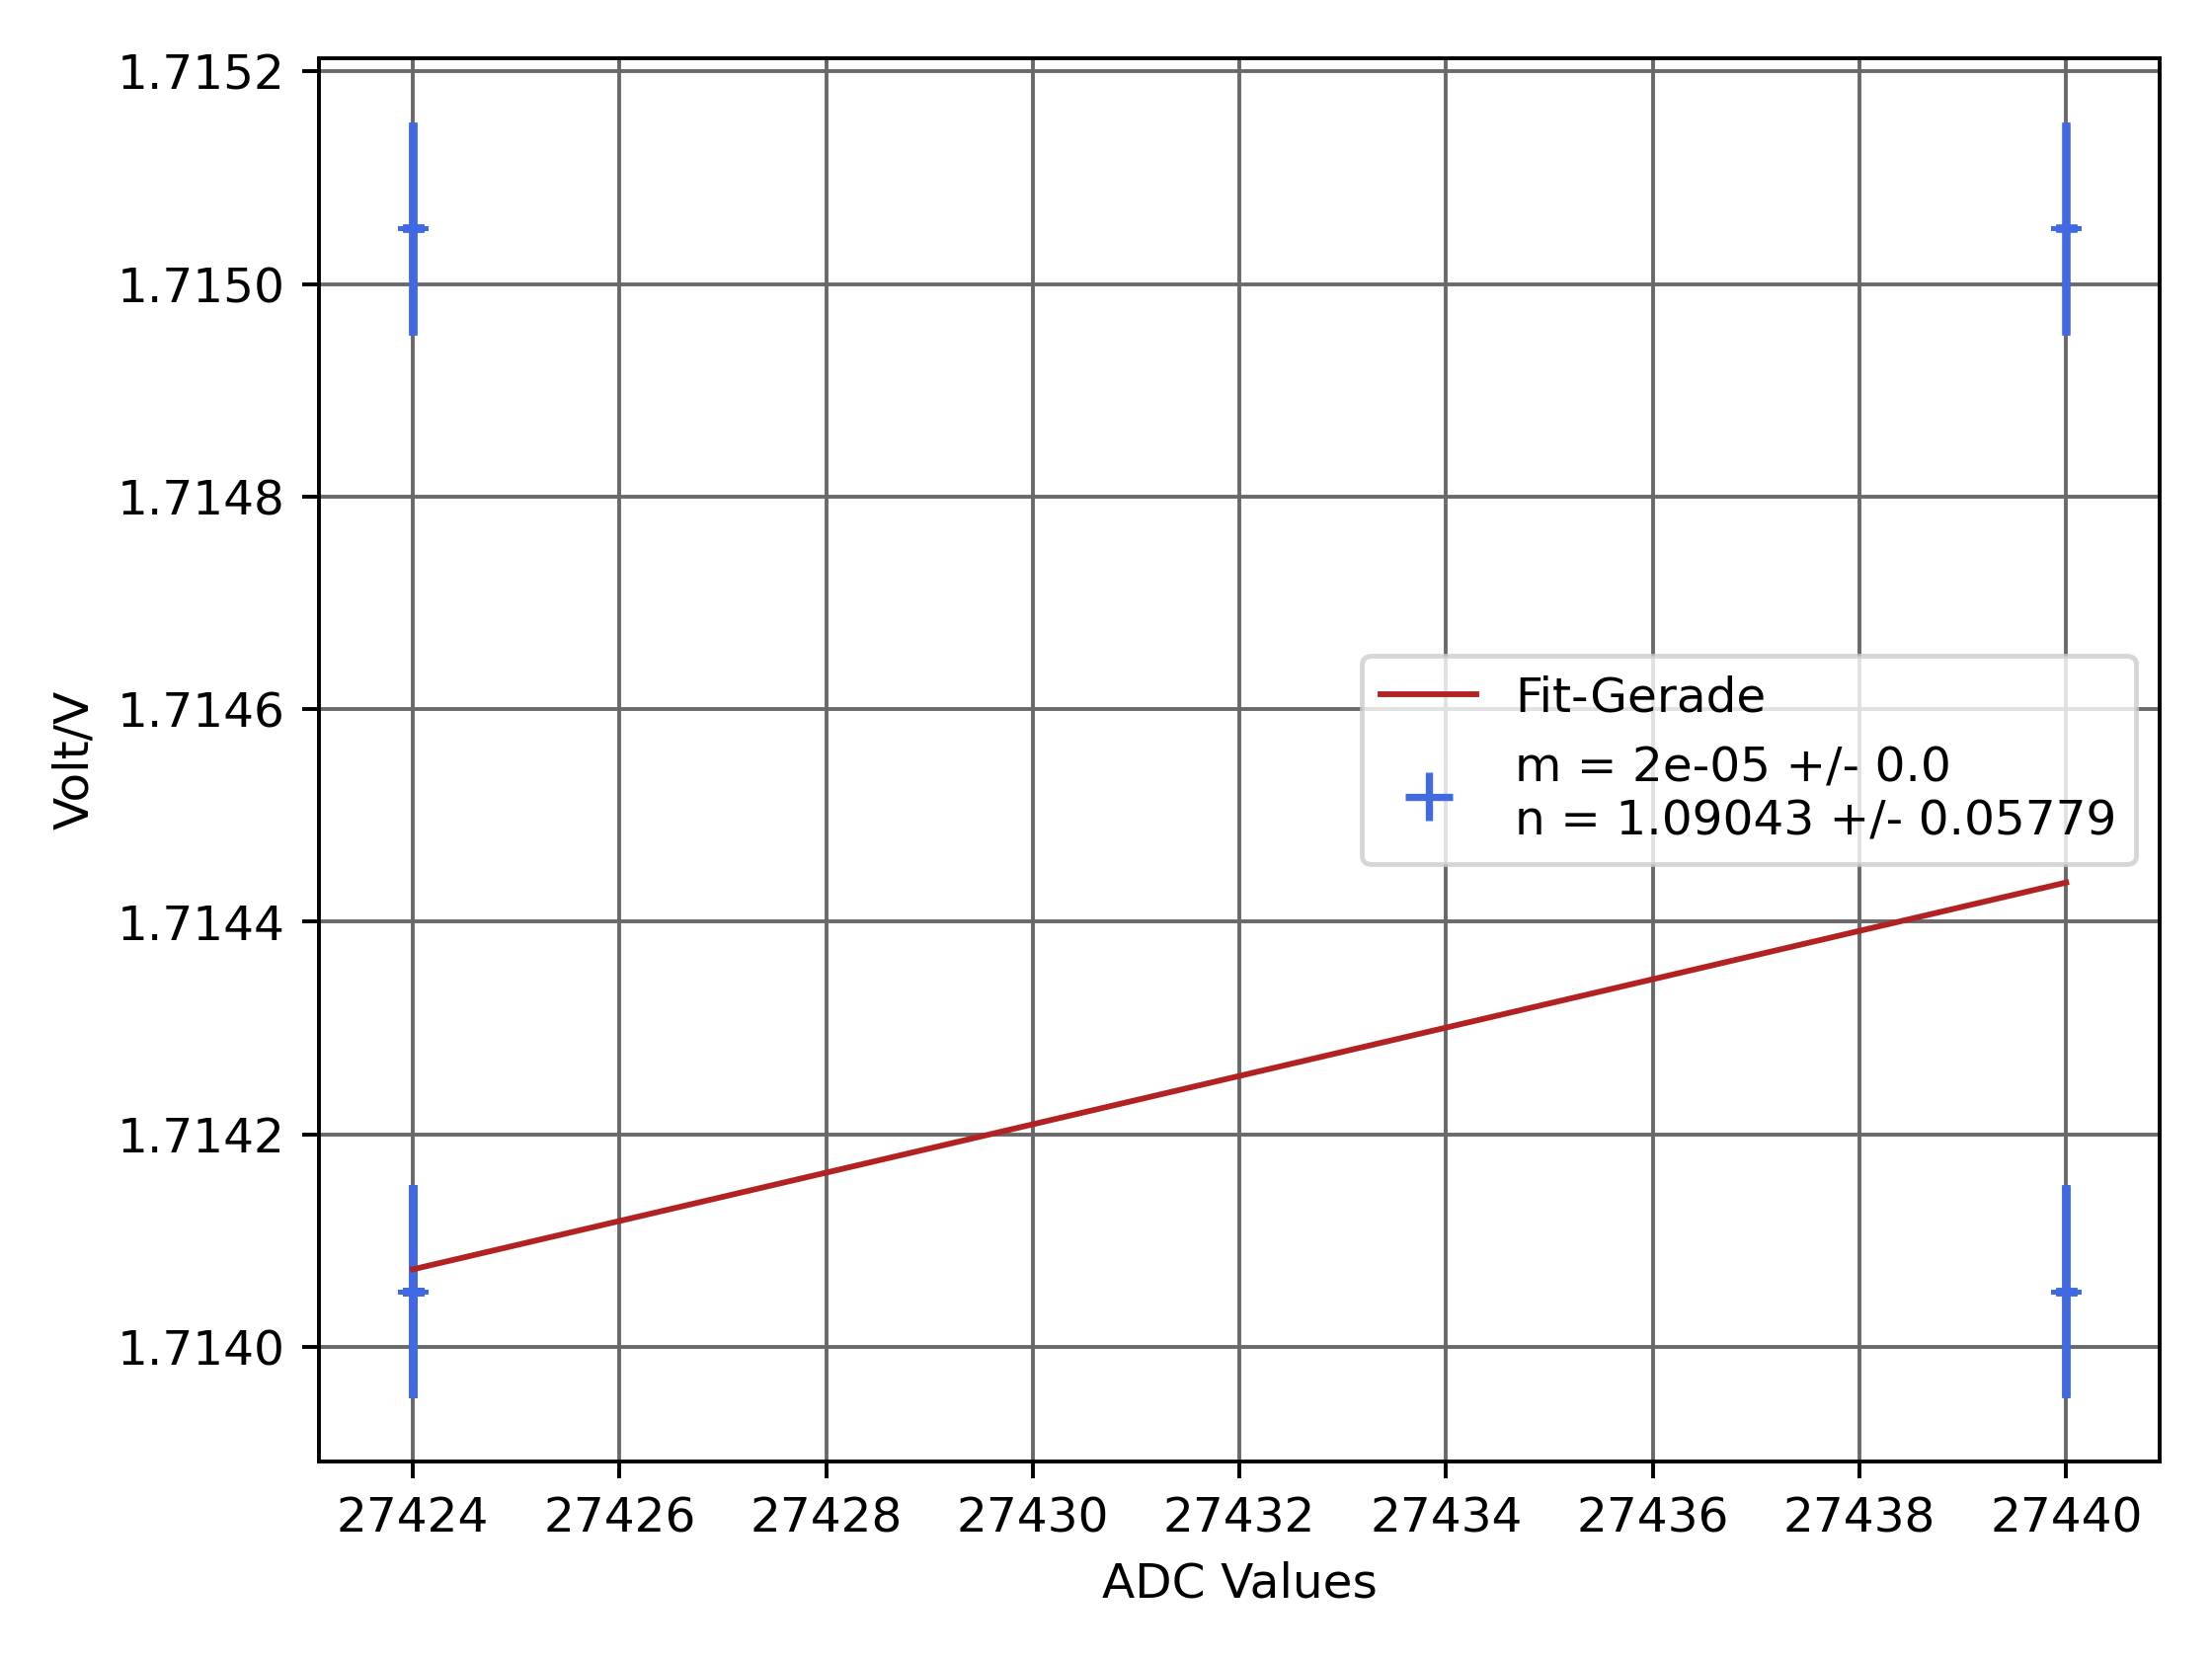 1.7152
1.7150
1.7148
1.7146
1.7144
1.7142
1.7140
Volt/V
Fit-Gerade
m = 2e-05 +/- 0.0
n = 1.09043 +/- 0.05779
27424 27426 27428 27430 27432 27434 27436 27438 27440
ADC Values